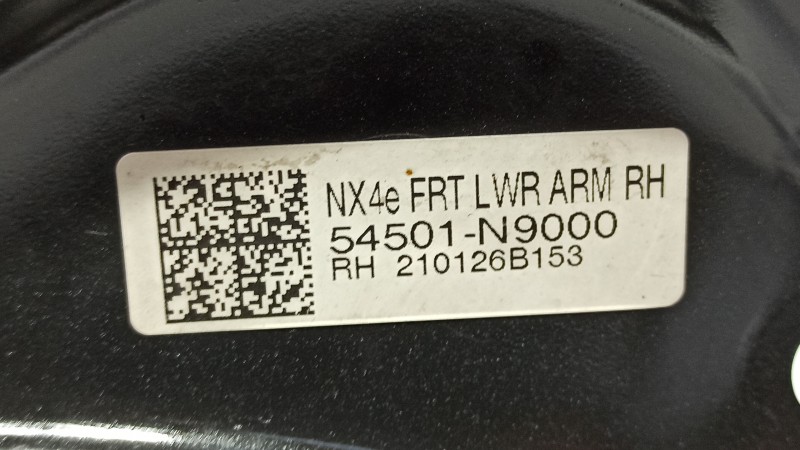 NX4e FRT LWR ARM RH
54501-N9000
RH 210126B153